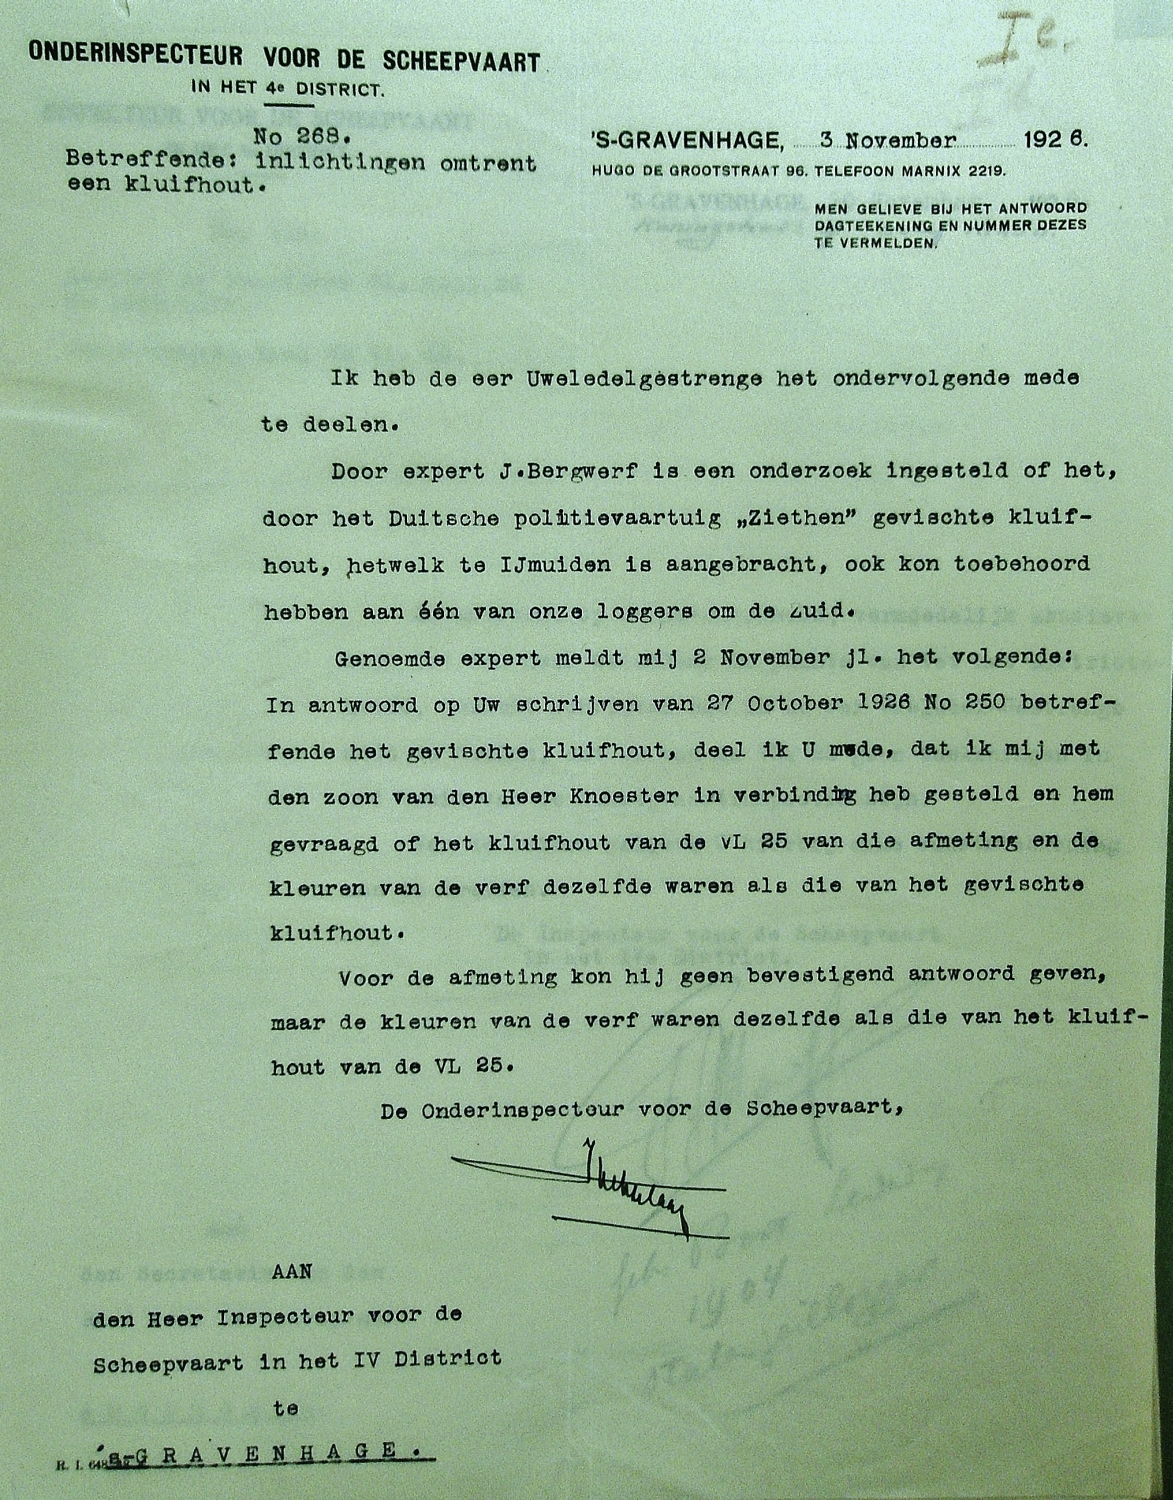 Ie.
ONDERINSPECTEUR VOOR DE SCHEEPVAART
IN HET 4e DISTRICT.
No 268.
Betreffende: inlichtingen omtrent
een kluifhout.
'S-GRAVENHAGE, 3 November 1926.
HUGO DE GROOTSTRAAT 96. TELEFOON MARNIX 2219.
MEN GELIEVE BIJ HET ANTWOORD
DAGTEEKENING EN NUMMER DEZES
TE VERMELDEN.
Ik heb de eer Uweledelgestrenge het ondervolgende mede
te deelen.
Door expert J.Bergwerf is een onderzoek ingesteld of het,
door het Duitsche politievaartuig „Ziethen” gevischte kluif-
hout, hetwelk te IJmuiden is aangebracht, ook kon toebehoord
hebben aan één van onze loggers om de Zuid.
Genoemde expert meldt mij 2 November jl. het volgende:
In antwoord op Uw schrijven van 27 October 1926 No 250 betref-
fende het gevischte kluifhout, deel ik U mede, dat ik mij met
den zoon van den Heer Knoester in verbinding heb gesteld en hem
gevraagd of het kluifhout van de VL 25 van die afmeting en de
kleuren van de verf dezelfde waren als die van het gevischte
kluifhout.
Voor de afmeting kon hij geen bevestigend antwoord geven,
maar de kleuren van de verf waren dezelfde als die van het kluif-
hout van de VL 25.
De Onderinspecteur voor de Scheepvaart,
AAN
den Heer Inspecteur voor de
Scheepvaart in het IV District
te
's-GRAVENHAGE.